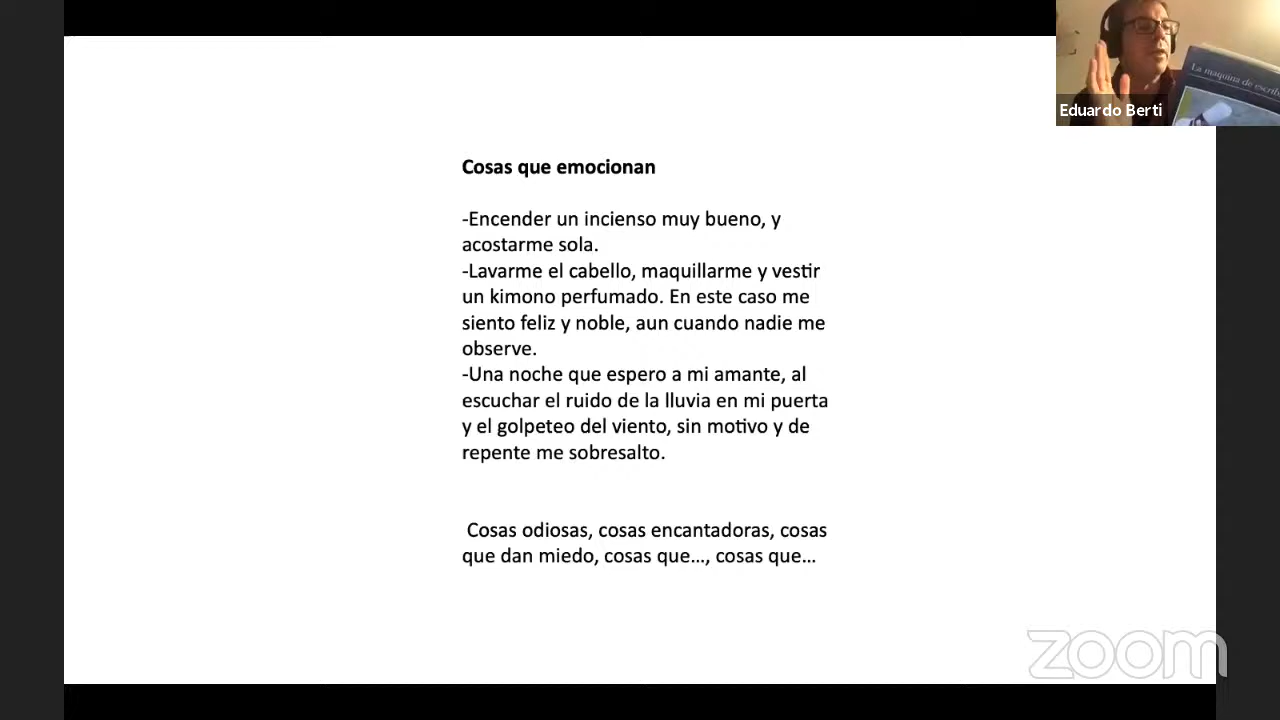 La maquina de
Eduardo Berti
Cosas que emocionan
-Encender un incienso muy bueno, y
acostarme sola.
-Lavarme el cabello, maquillarme y vestir
un kimono perfumado. En este caso me
siento feliz y noble, aun cuando nadie me
observe.
-Una noche que espero a mi amante, al
escuchar el ruido de la lluvia en mi puerta
y el golpeteo del viento, sin motivo y de
repente me sobresalto.
Cosas odiosas, cosas encantadoras, cosas
que dan miedo, cosas que..., cosas que...
zoom